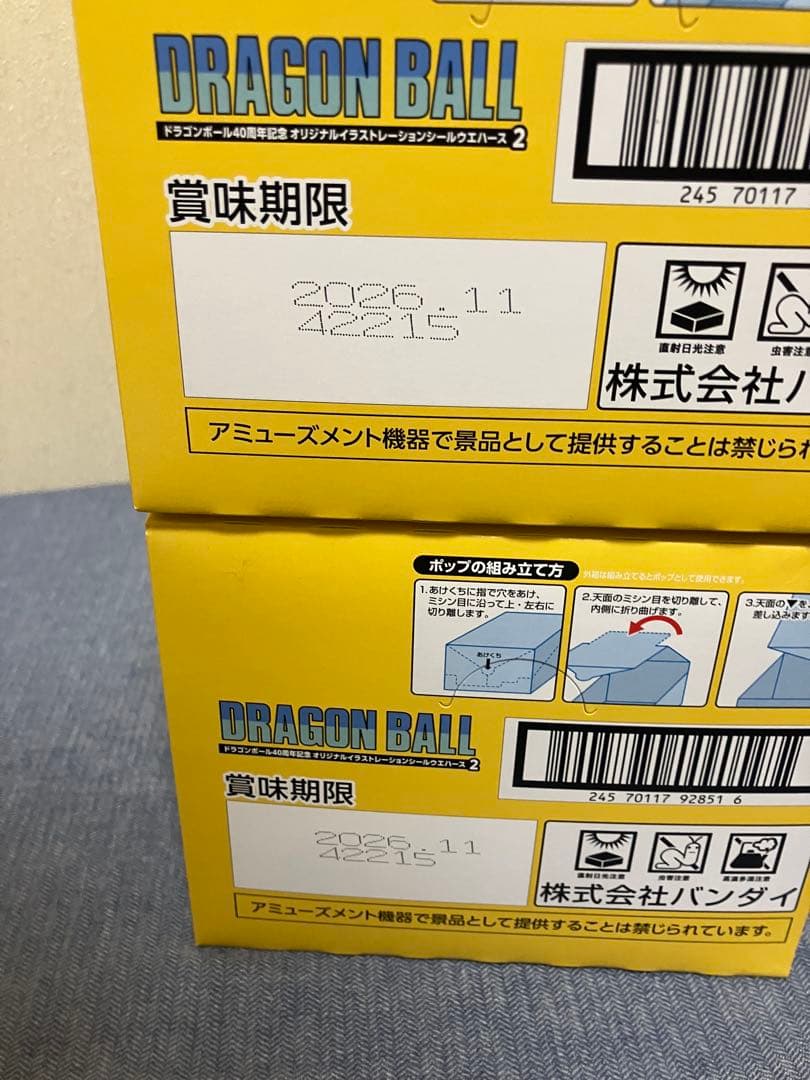 DRAGON BALL
ドラゴンボール40周年記念 オリジナルイラストレーションシールウエハース 2
245 70117
賞味期限
2026.11
42215
直射日光注意
虫害注意
株式会社バ
アミューズメント機器で景品として提供することは禁じられ
ポップの組み立て方
外箱は組み立てるとポップとして使用できます。
1.あけくちに指で穴をあけ、
ミシン目に沿って上・左右に
切り離します。
あけくち
2.天面のミシン目を切り離して、
内側に折り曲げます。
3.天面の▼を
差し込みます
DRAGON BALL
ドラゴンボール40周年記念 オリジナルイラストレーションシールウエハース 2
245 70117 92851 6
賞味期限
2026.11
42215
直射日光注意
虫害注意
高温多湿注意
株式会社バンダイ
アミューズメント機器で景品として提供することは禁じられています。